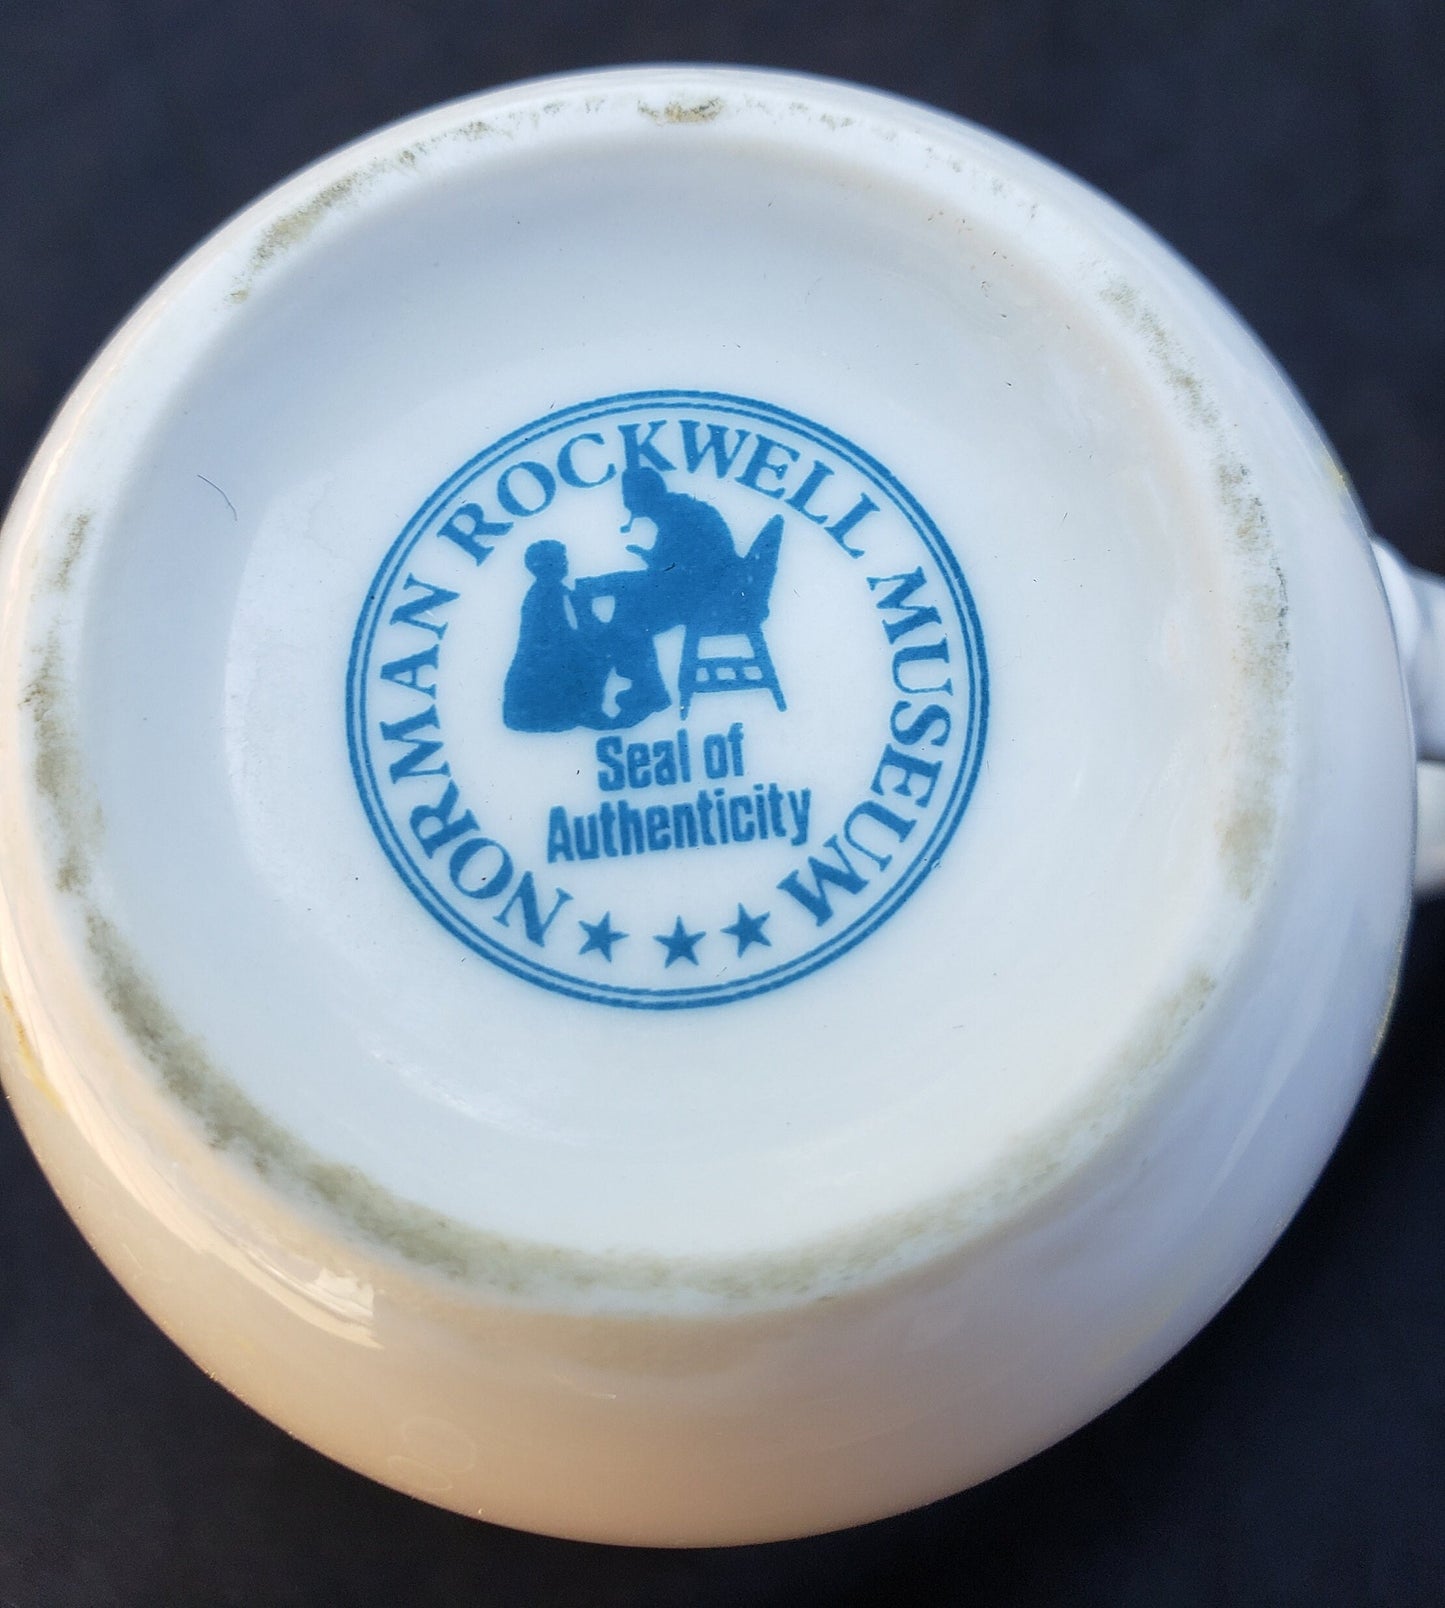 NORMAN ROCKWELL MUSEUM
Seal of
Authenticity